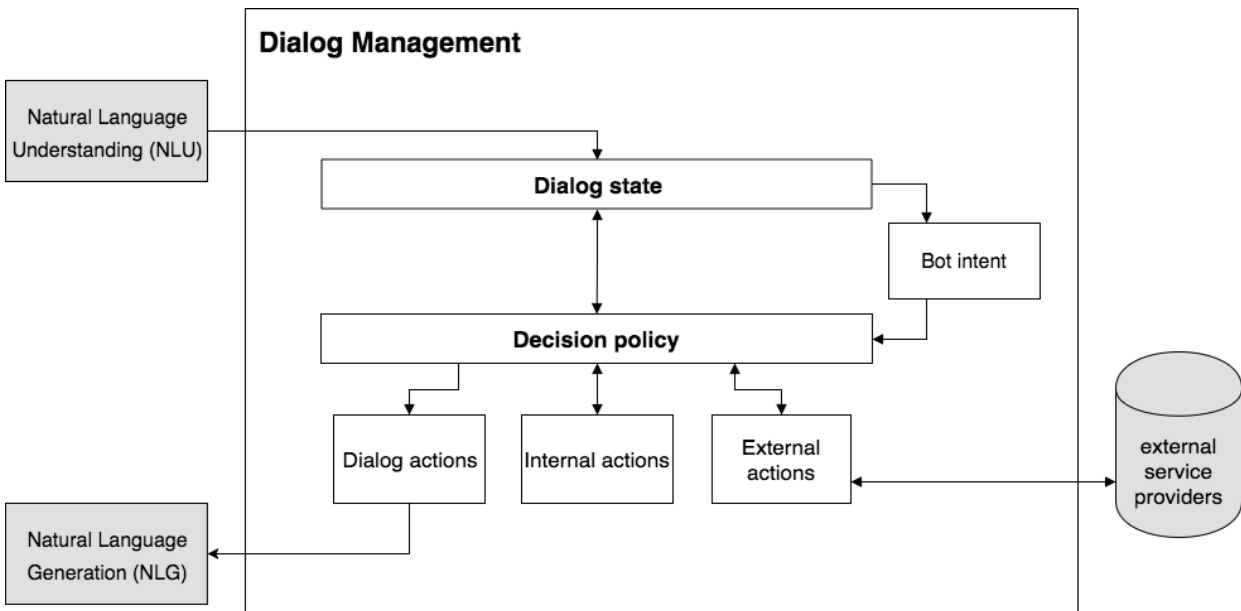 Dialog Management
Natural Language
Understanding (NLU)
Dialog state
Bot intent
Decision policy
Dialog actions
Internal actions
External
actions
external
service
providers
Natural Language
Generation (NLG)